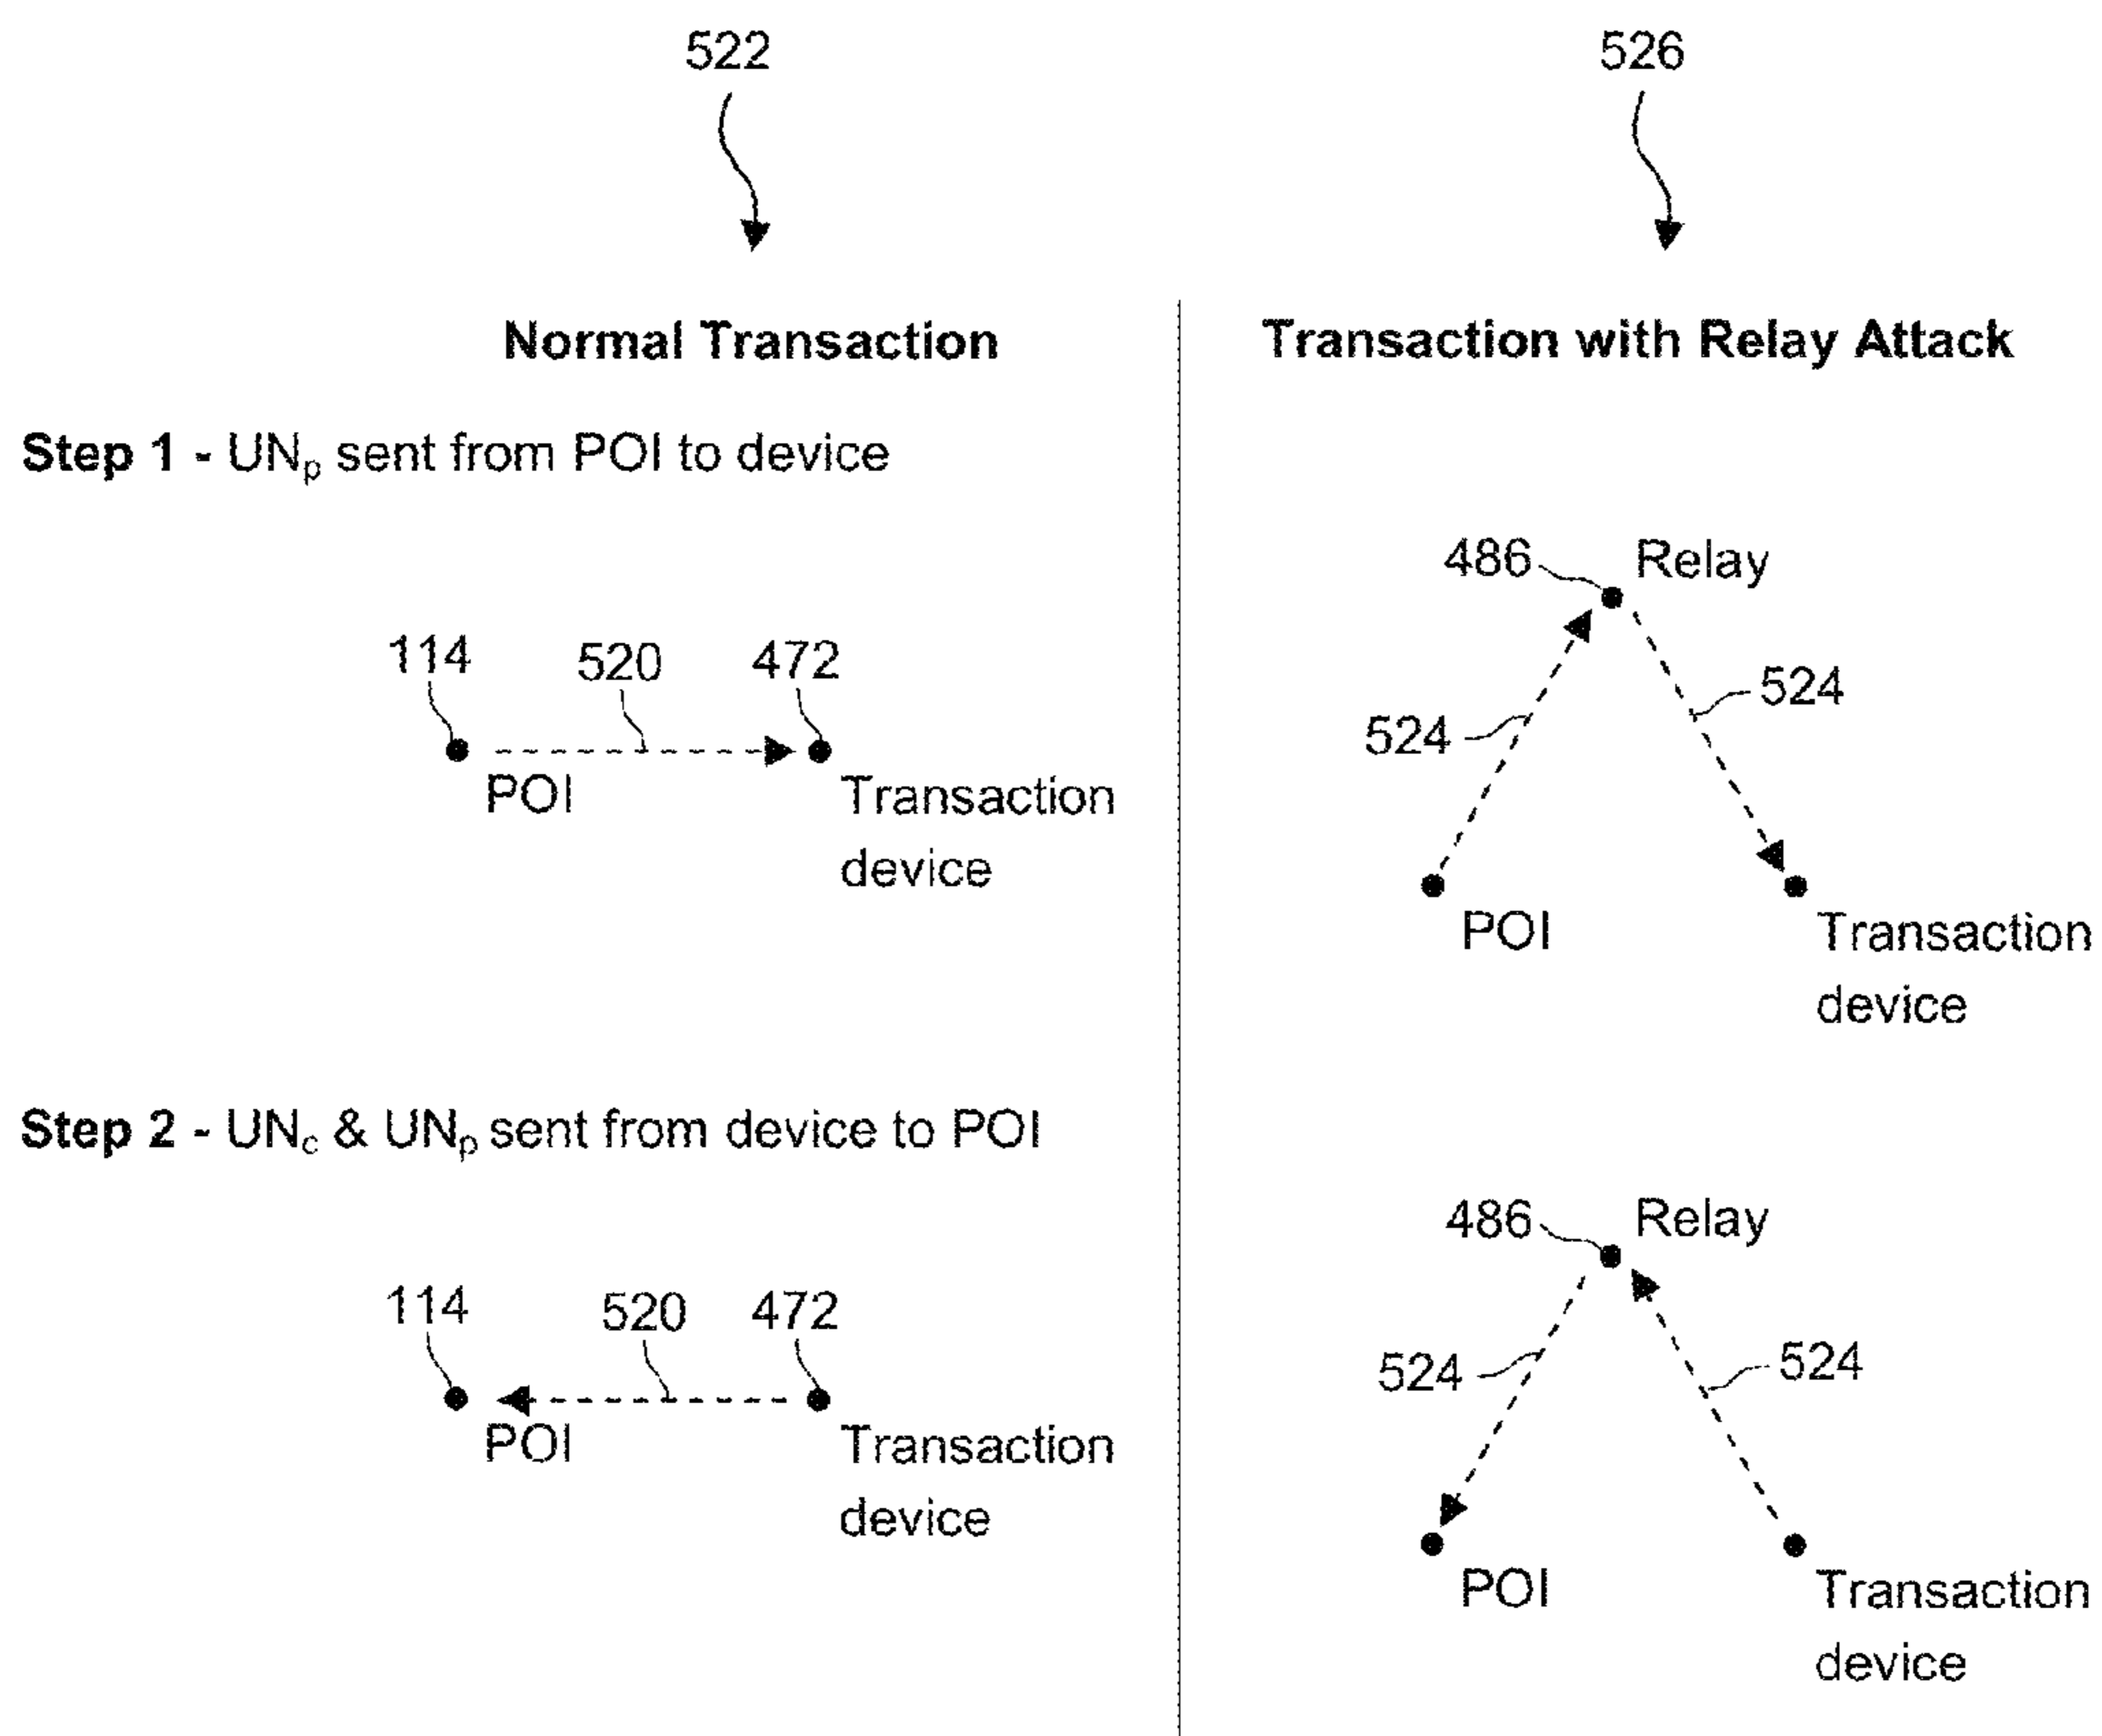 522
526
Normal Transaction
Transaction with Relay Attack
Step 1 - UNp sent from POI to device
486 Relay
114 520 472
524
524
POI
Transaction
device
POI
Transaction
device
Step 2 - UNc & UNp sent from device to POI
486 Relay
114 520 472
524
524
POI
Transaction
device
POI
Transaction
device